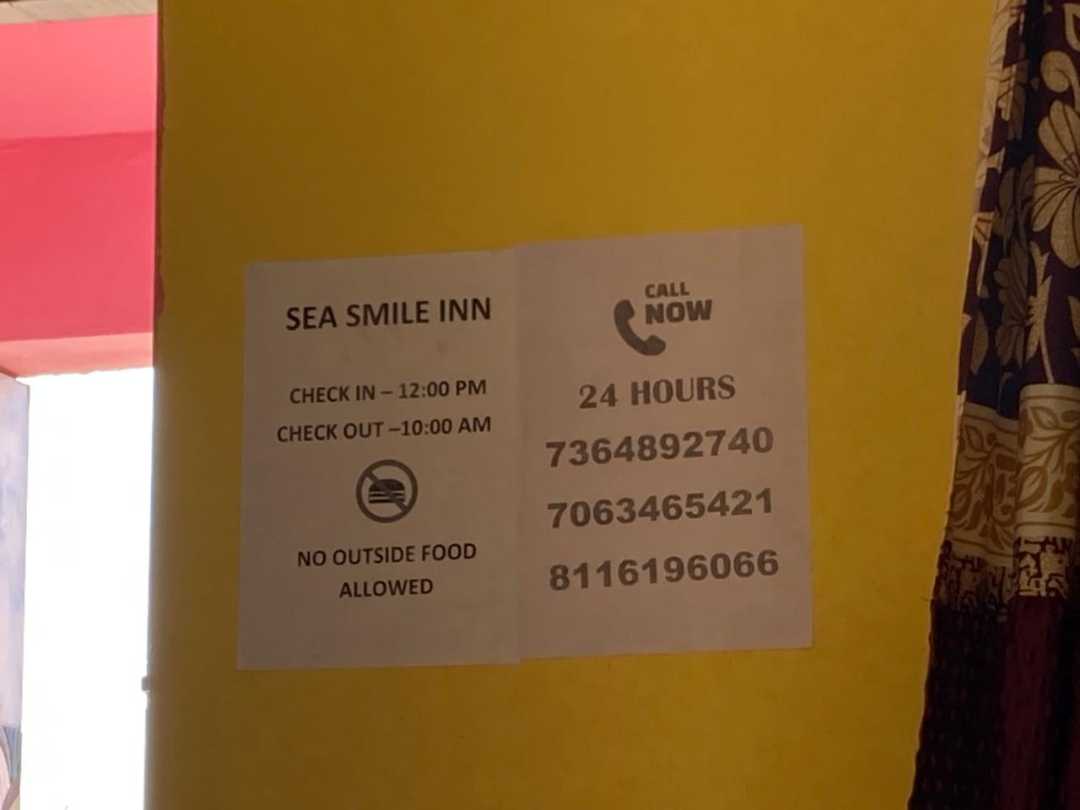 SEA SMILE INN
CHECK IN – 12:00 PM
CHECK OUT –10:00 AM
NO OUTSIDE FOOD
ALLOWED
CALL
NOW
24 HOURS
7364892740
7063465421
8116196066